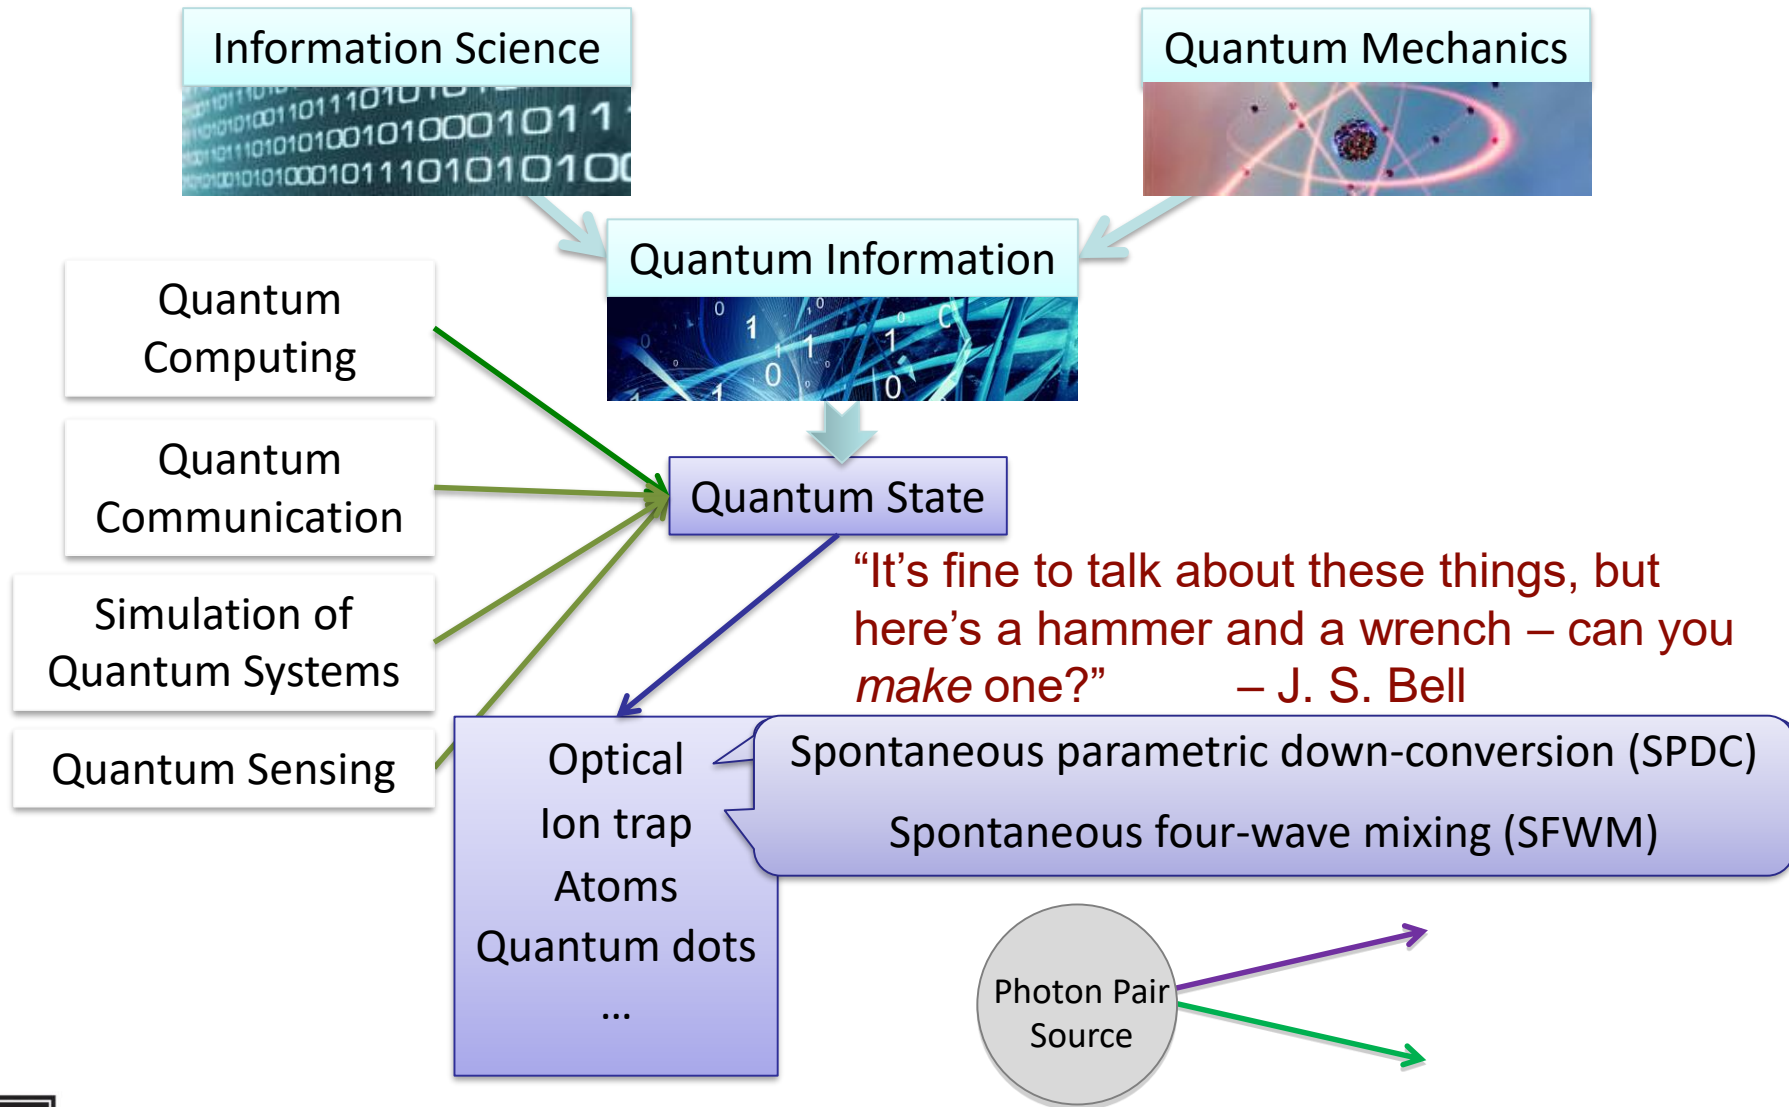 Information Science
Quantum Mechanics
Quantum Information
Quantum
Computing
Quantum
Communication
Simulation of
Quantum Systems
Quantum Sensing
Quantum State
“It’s fine to talk about these things, but
here’s a hammer and a wrench – can you
make one?” – J. S. Bell
Optical
Ion trap
Atoms
Quantum dots
...
Spontaneous parametric down-conversion (SPDC)
Spontaneous four-wave mixing (SFWM)
Photon Pair
Source